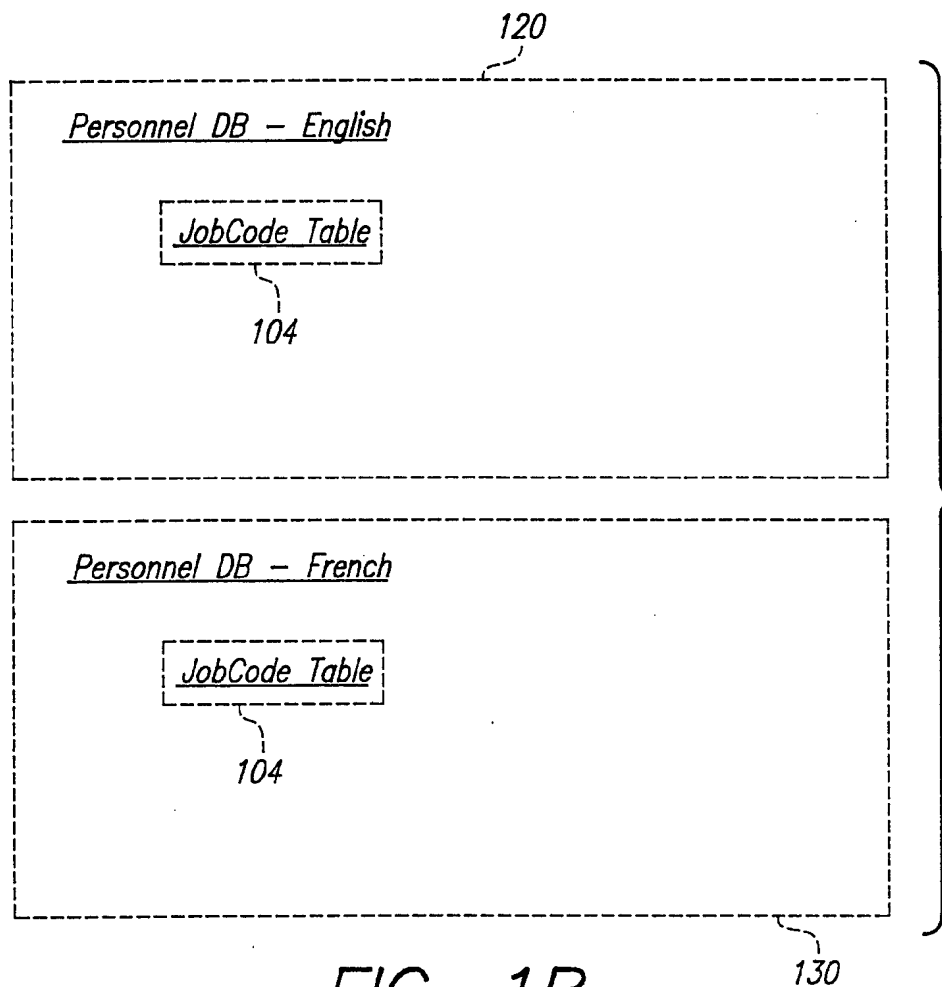 120
Personnel DB – English
JobCode Table
104
Personnel DB – French
JobCode Table
104
130
FIG. 1B